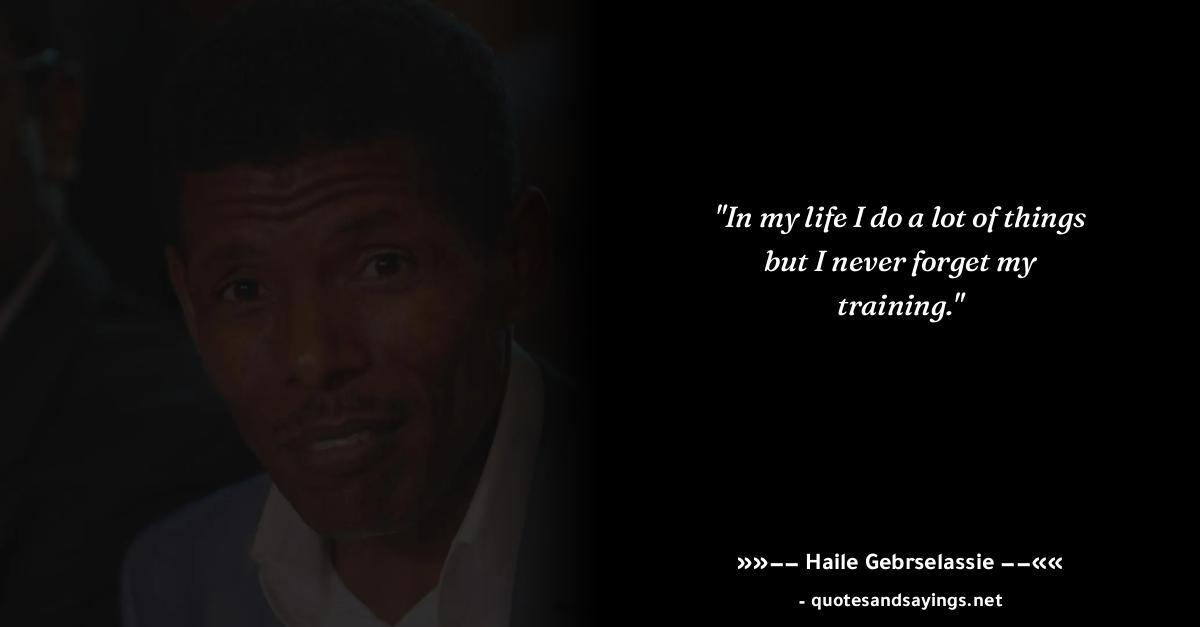 "In my life I do a lot of things
but I never forget my
training."
»»−− Haile Gebrselassie −−««
- quotesandsayings.net